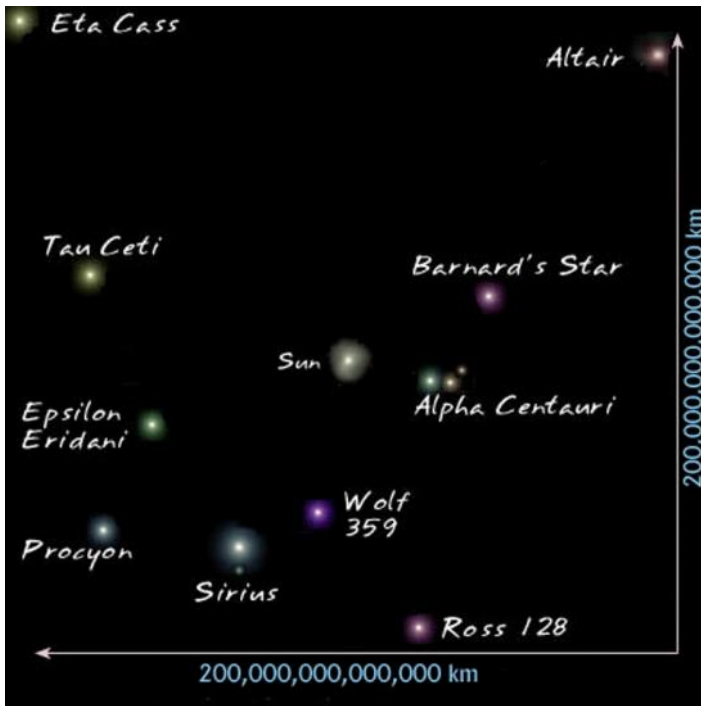 Eta Cass
Altair
Tau Ceti
Barnard's Star
Sun
Alpha Centauri
Epsilon
Eridani
Wolf
359
Procyon
Sirius
Ross 128
200,000,000,000,000 km
200,000,000,000,000 km